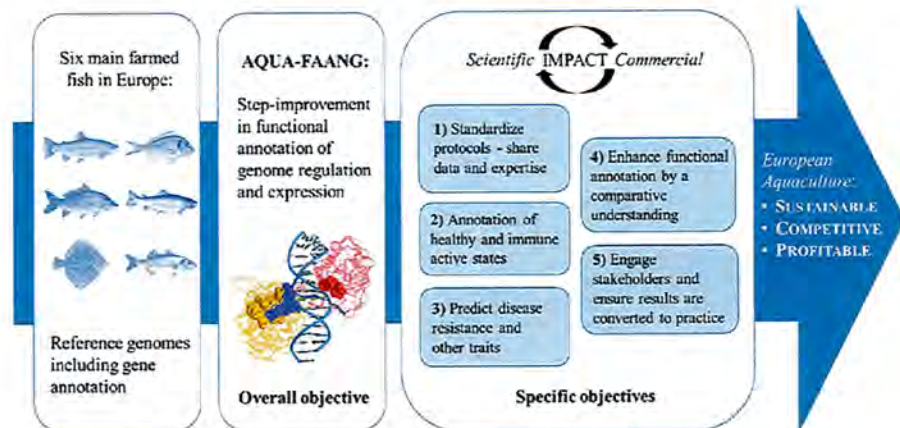 Six main farmed
fish in Europe:
Reference genomes
including gene
annotation
AQUA-FAANG:
Step-improvement
in functional
annotation of
genome regulation
and expression
Overall objective
Scientific IMPACT Commercial
1) Standardize
protocols - share
data and expertise
2) Annotation of
healthy and immune
active states
3) Predict disease
resistance and
other traits
4) Enhance functional
annotation by a
comparative
understanding
5) Engage
stakeholders and
ensure results are
converted to practice
Specific objectives
European
Aquaculture:
• SUSTAINABLE
• COMPETITIVE
• PROFITABLE